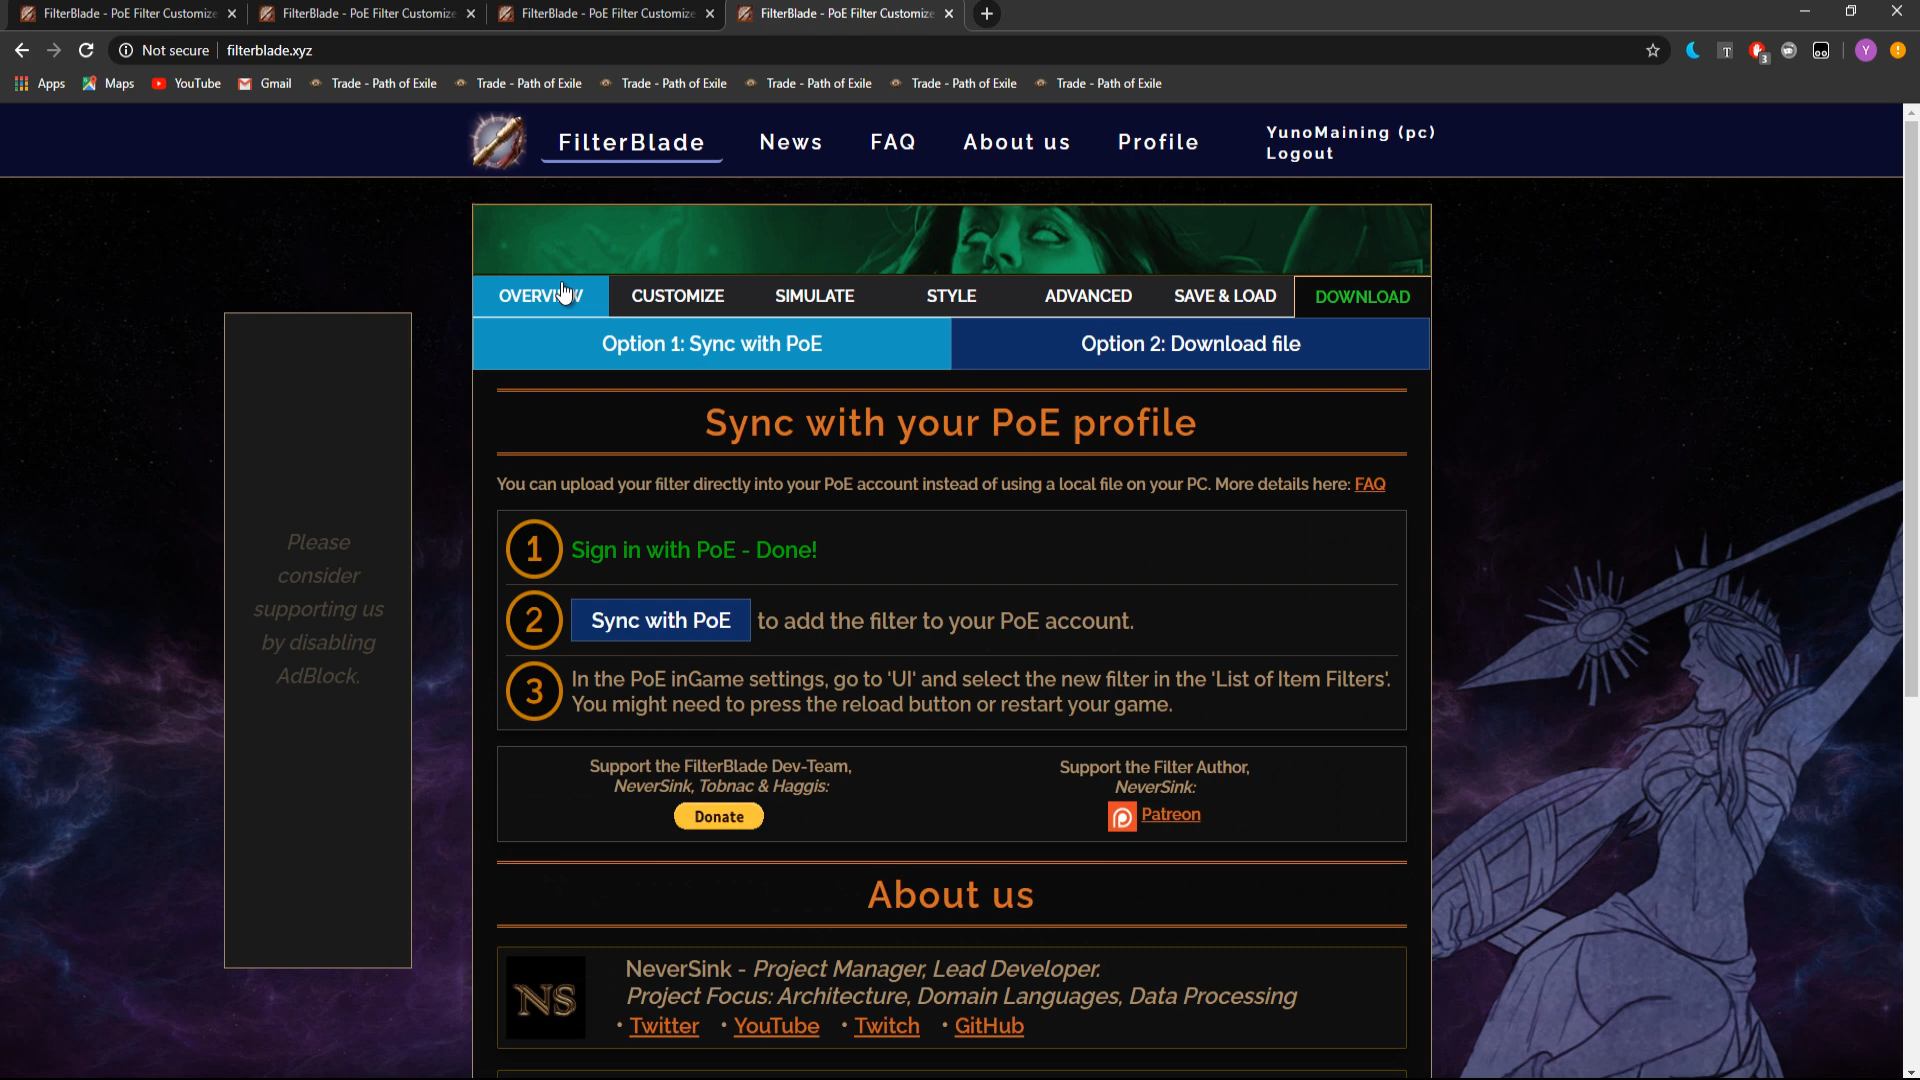 FilterBlade - PoE Filter Customize
FilterBlade - PoE Filter Customize
FilterBlade - PoE Filter Customize
FilterBlade - PoE Filter Customize
Not secure
filterblade.xyz
T
3
Y
Apps
Maps
YouTube
Gmail
Trade - Path of Exile
Trade - Path of Exile
Trade - Path of Exile
Trade - Path of Exile
Trade - Path of Exile
Trade - Path of Exile
FilterBlade
News
FAQ
About us
Profile
YunoMaining (pc)
Logout
OVERVIEW
CUSTOMIZE
SIMULATE
STYLE
ADVANCED
SAVE & LOAD
DOWNLOAD
Option 1: Sync with PoE
Option 2: Download file
Sync with your PoE profile
You can upload your filter directly into your PoE account instead of using a local file on your PC. More details here: FAQ
1 Sign in with PoE - Done!
2 Sync with PoE to add the filter to your PoE account.
3 In the PoE inGame settings, go to 'UI' and select the new filter in the 'List of Item Filters'.
You might need to press the reload button or restart your game.
Please
consider
supporting us
by disabling
AdBlock.
Support the FilterBlade Dev-Team,
NeverSink, Tobnac & Haggis:
Donate
Support the Filter Author,
NeverSink:
Patreon
About us
NS
NeverSink - Project Manager, Lead Developer.
Project Focus: Architecture, Domain Languages, Data Processing
• Twitter • YouTube • Twitch • GitHub